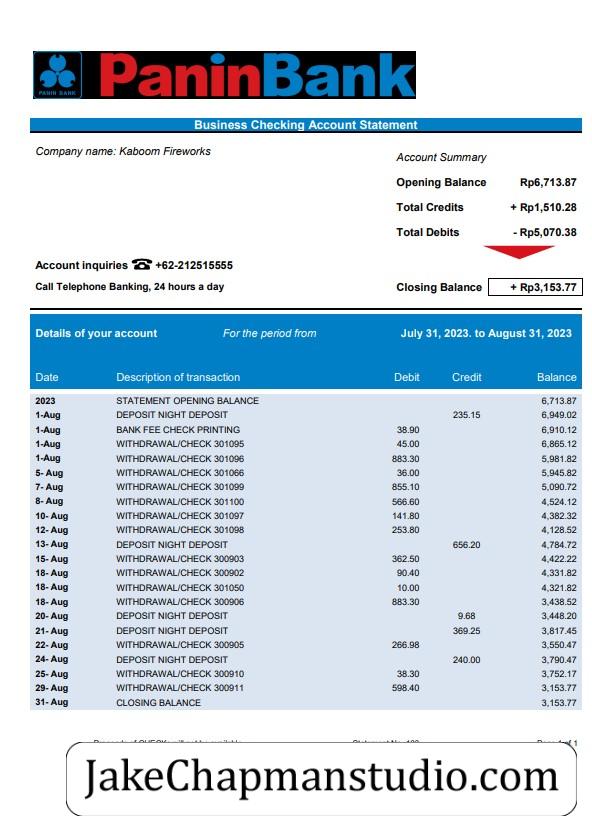 PANIN BANK
PaninBank
Business Checking Account Statement
Company name: Kaboom Fireworks
Account Summary
Opening Balance Rp6,713.87
Total Credits + Rp1,510.28
Total Debits - Rp5,070.38
Account inquiries ☎ +62-212515555
Call Telephone Banking, 24 hours a day
Closing Balance + Rp3,153.77
Details of your account For the period from July 31, 2023. to August 31, 2023
Date Description of transaction Debit Credit Balance
2023 STATEMENT OPENING BALANCE 6,713.87
1-Aug DEPOSIT NIGHT DEPOSIT 235.15 6,949.02
1-Aug BANK FEE CHECK PRINTING 38.90 6,910.12
1-Aug WITHDRAWAL/CHECK 301095 45.00 6,865.12
1-Aug WITHDRAWAL/CHECK 301096 883.30 5,981.82
5- Aug WITHDRAWAL/CHECK 301066 36.00 5,945.82
7- Aug WITHDRAWAL/CHECK 301099 855.10 5,090.72
8- Aug WITHDRAWAL/CHECK 301100 566.60 4,524.12
10- Aug WITHDRAWAL/CHECK 301097 141.80 4,382.32
12- Aug WITHDRAWAL/CHECK 301098 253.80 4,128.52
13- Aug DEPOSIT NIGHT DEPOSIT 656.20 4,784.72
15- Aug WITHDRAWAL/CHECK 300903 362.50 4,422.22
18- Aug WITHDRAWAL/CHECK 300902 90.40 4,331.82
18- Aug WITHDRAWAL/CHECK 301050 10.00 4,321.82
18- Aug WITHDRAWAL/CHECK 300906 883.30 3,438.52
20- Aug DEPOSIT NIGHT DEPOSIT 9.68 3,448.20
21- Aug DEPOSIT NIGHT DEPOSIT 369.25 3,817.45
22- Aug WITHDRAWAL/CHECK 300905 266.98 3,550.47
24- Aug DEPOSIT NIGHT DEPOSIT 240.00 3,790.47
25- Aug WITHDRAWAL/CHECK 300910 38.30 3,752.17
29- Aug WITHDRAWAL/CHECK 300911 598.40 3,153.77
31- Aug CLOSING BALANCE 3,153.77
JakeChapmanstudio.com